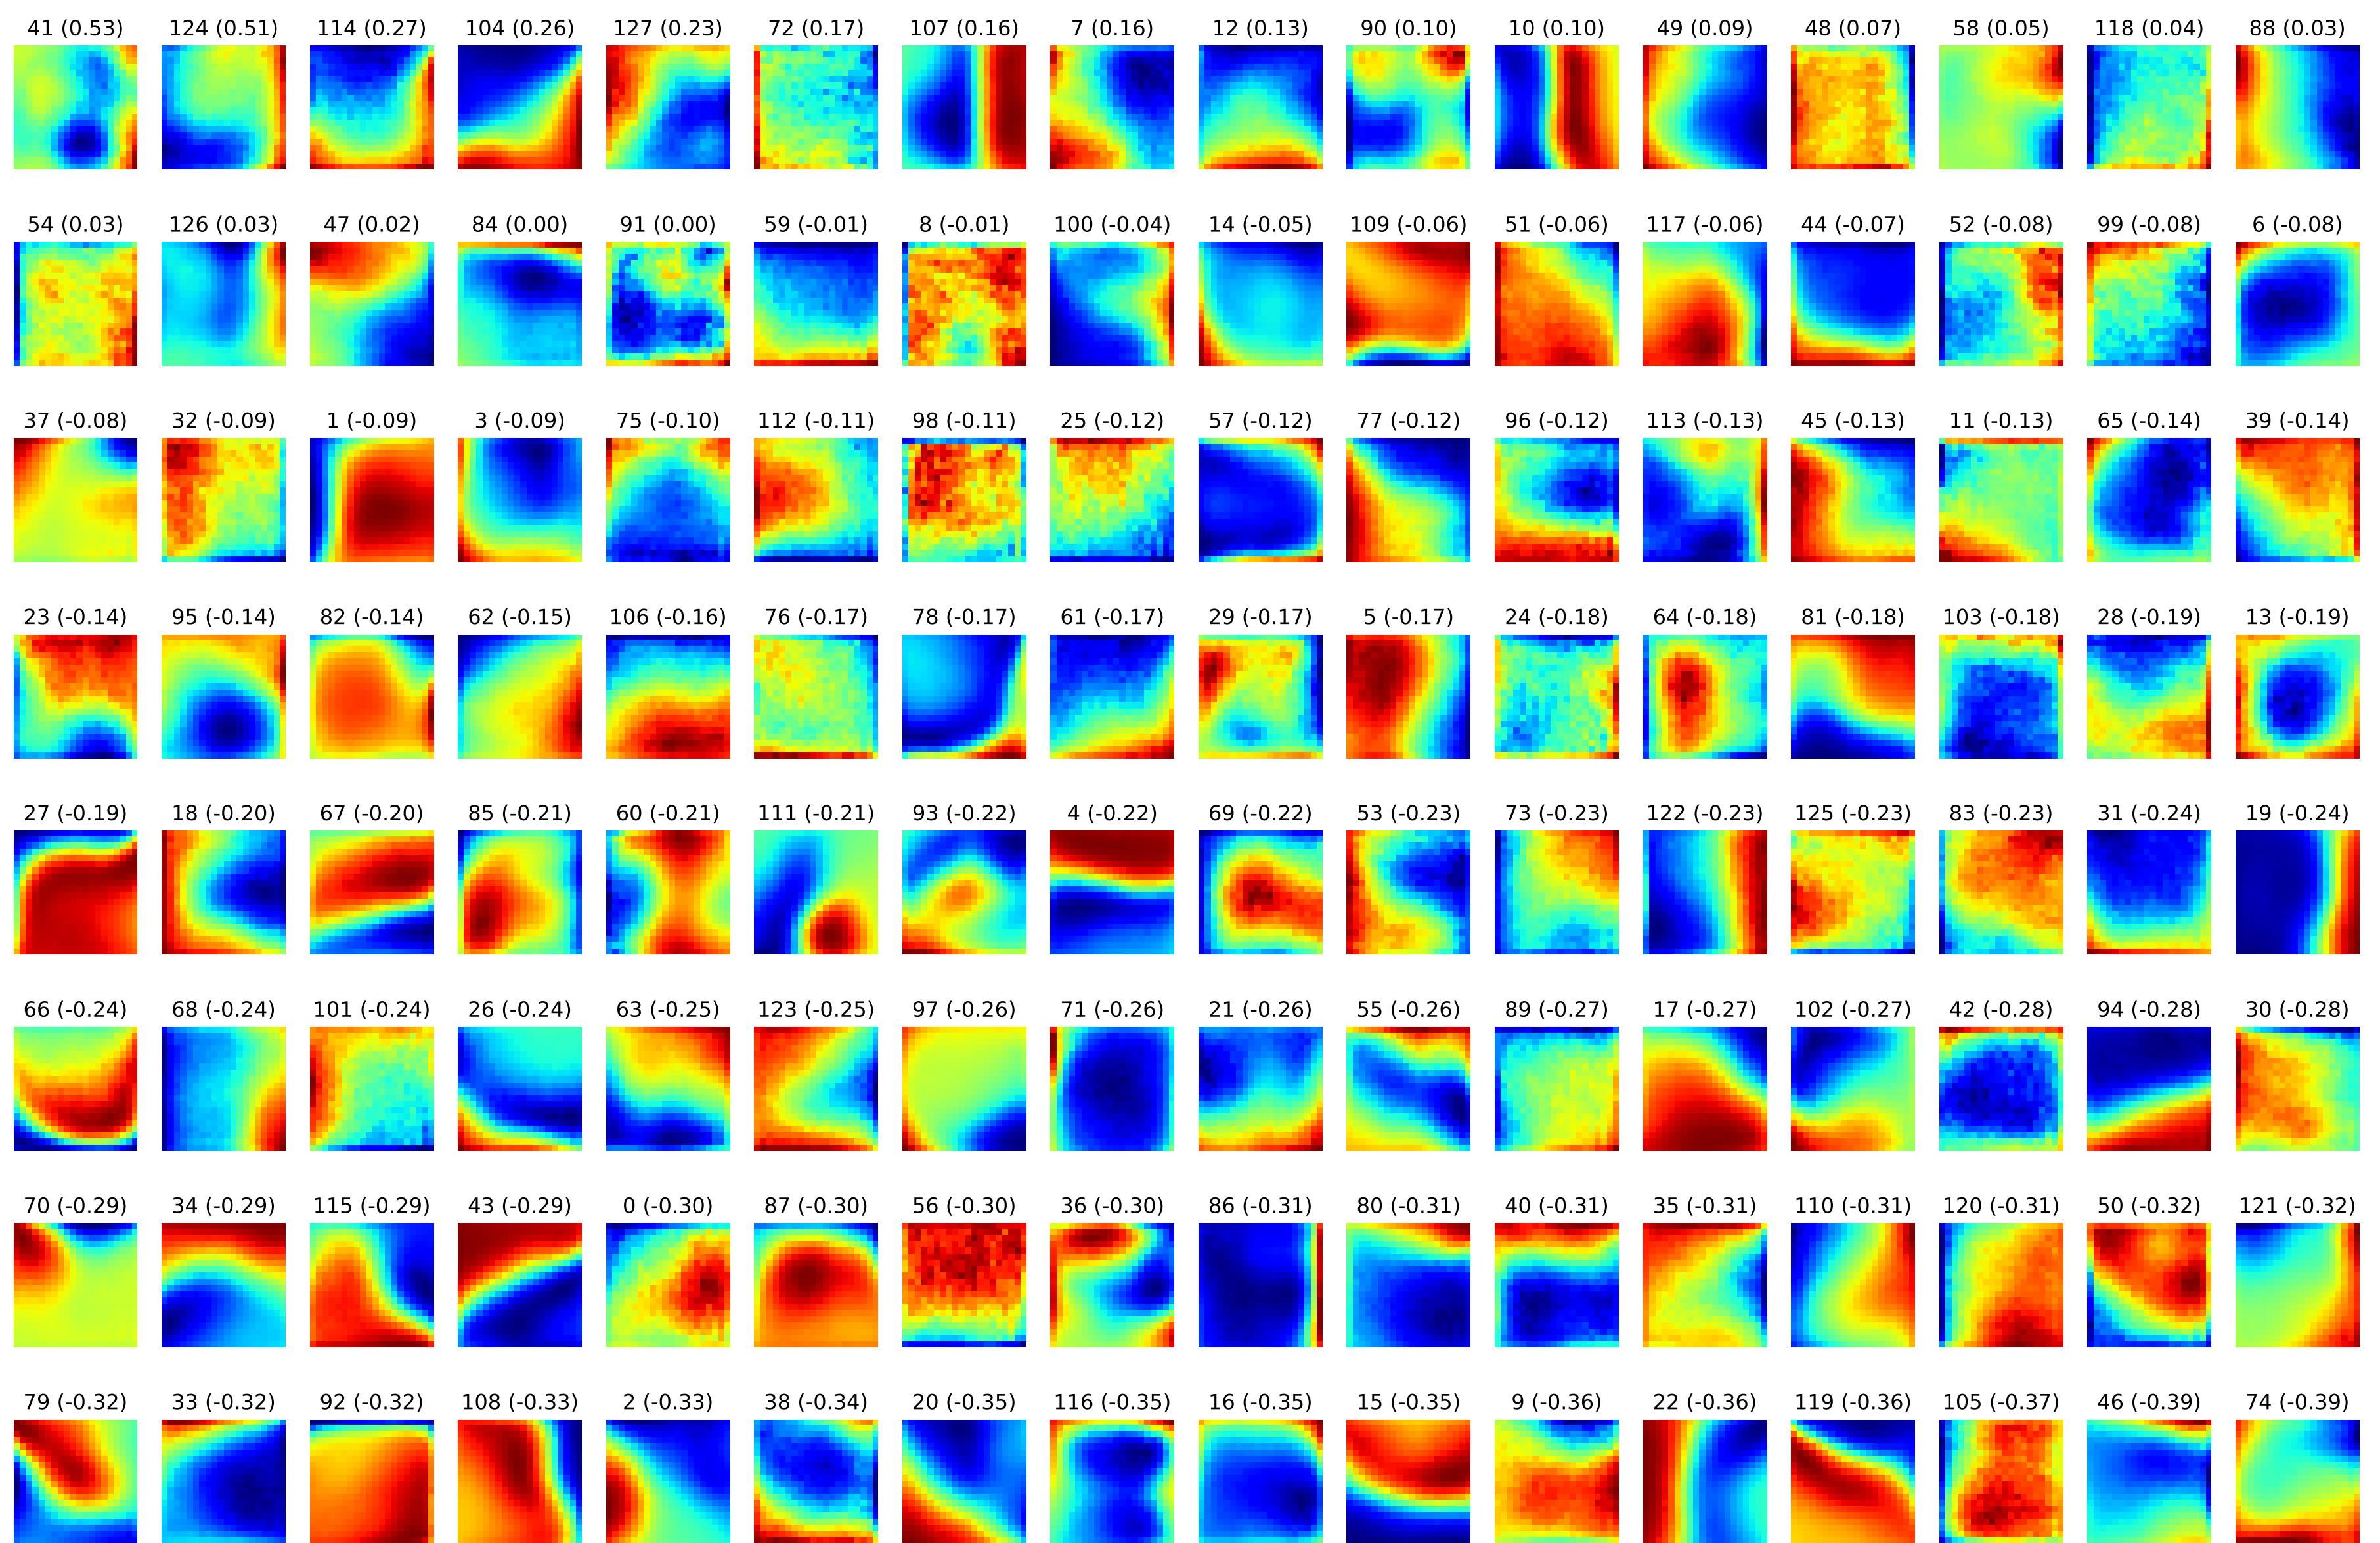 41 (0.53) 124 (0.51) 114 (0.27) 104 (0.26) 127 (0.23) 72 (0.17) 107 (0.16) 7 (0.16) 12 (0.13) 90 (0.10) 10 (0.10) 49 (0.09) 48 (0.07) 58 (0.05) 118 (0.04) 88 (0.03)
54 (0.03) 126 (0.03) 47 (0.02) 84 (0.00) 91 (0.00) 59 (-0.01) 8 (-0.01) 100 (-0.04) 14 (-0.05) 109 (-0.06) 51 (-0.06) 117 (-0.06) 44 (-0.07) 52 (-0.08) 99 (-0.08) 6 (-0.08)
37 (-0.08) 32 (-0.09) 1 (-0.09) 3 (-0.09) 75 (-0.10) 112 (-0.11) 98 (-0.11) 25 (-0.12) 57 (-0.12) 77 (-0.12) 96 (-0.12) 113 (-0.13) 45 (-0.13) 11 (-0.13) 65 (-0.14) 39 (-0.14)
23 (-0.14) 95 (-0.14) 82 (-0.14) 62 (-0.15) 106 (-0.16) 76 (-0.17) 78 (-0.17) 61 (-0.17) 29 (-0.17) 5 (-0.17) 24 (-0.18) 64 (-0.18) 81 (-0.18) 103 (-0.18) 28 (-0.19) 13 (-0.19)
27 (-0.19) 18 (-0.20) 67 (-0.20) 85 (-0.21) 60 (-0.21) 111 (-0.21) 93 (-0.22) 4 (-0.22) 69 (-0.22) 53 (-0.23) 73 (-0.23) 122 (-0.23) 125 (-0.23) 83 (-0.23) 31 (-0.24) 19 (-0.24)
66 (-0.24) 68 (-0.24) 101 (-0.24) 26 (-0.24) 63 (-0.25) 123 (-0.25) 97 (-0.26) 71 (-0.26) 21 (-0.26) 55 (-0.26) 89 (-0.27) 17 (-0.27) 102 (-0.27) 42 (-0.28) 94 (-0.28) 30 (-0.28)
70 (-0.29) 34 (-0.29) 115 (-0.29) 43 (-0.29) 0 (-0.30) 87 (-0.30) 56 (-0.30) 36 (-0.30) 86 (-0.31) 80 (-0.31) 40 (-0.31) 35 (-0.31) 110 (-0.31) 120 (-0.31) 50 (-0.32) 121 (-0.32)
79 (-0.32) 33 (-0.32) 92 (-0.32) 108 (-0.33) 2 (-0.33) 38 (-0.34) 20 (-0.35) 116 (-0.35) 16 (-0.35) 15 (-0.35) 9 (-0.36) 22 (-0.36) 119 (-0.36) 105 (-0.37) 46 (-0.39) 74 (-0.39)